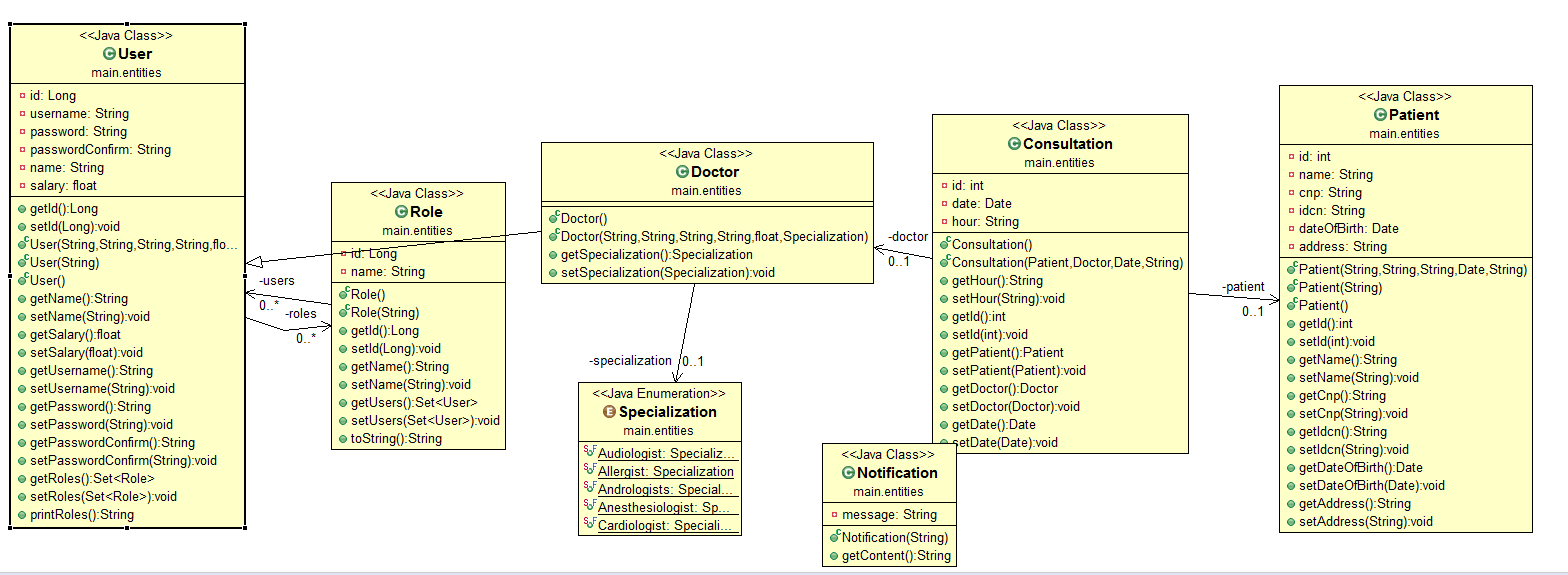 <<Java Class>>
User
main.entities
id: Long
username: String
password: String
passwordConfirm: String
name: String
salary: float
getId():Long
setId(Long):void
User(String,String,String,String,flo...
User(String)
User()
getName():String
setName(String):void
getSalary():float
setSalary(float):void
getUsername():String
setUsername(String):void
getPassword():String
setPassword(String):void
getPasswordConfirm():String
setPasswordConfirm(String):void
getRoles():Set<Role>
setRoles(Set<Role>):void
printRoles():String
-users
0..*
-roles
0..*
<<Java Class>>
Role
main.entities
id: Long
name: String
Role()
Role(String)
getId():Long
setId(Long):void
getName():String
setName(String):void
getUsers():Set<User>
setUsers(Set<User>):void
toString():String
<<Java Class>>
Doctor
main.entities
Doctor()
Doctor(String,String,String,String,float,Specialization)
getSpecialization():Specialization
setSpecialization(Specialization):void
-specialization
0..1
<<Java Enumeration>>
Specialization
main.entities
Audiologist: Specializ...
Allergist: Specialization
Andrologists: Special...
Anesthesiologist: Sp...
Cardiologist: Speciali...
-doctor
0..1
<<Java Class>>
Consultation
main.entities
id: int
date: Date
hour: String
Consultation()
Consultation(Patient,Doctor,Date,String)
getHour():String
setHour(String):void
getId():int
setId(int):void
getPatient():Patient
setPatient(Patient):void
getDoctor():Doctor
setDoctor(Doctor):void
getDate():Date
setDate(Date):void
<<Java Class>>
Notification
main.entities
message: String
Notification(String)
getContent():String
-patient
0..1
<<Java Class>>
Patient
main.entities
id: int
name: String
cnp: String
idcn: String
dateOfBirth: Date
address: String
Patient(String,String,String,Date,String)
Patient(String)
Patient()
getId():int
setId(int):void
getName():String
setName(String):void
getCnp():String
setCnp(String):void
getIdcn():String
setIdcn(String):void
getDateOfBirth():Date
setDateOfBirth(Date):void
getAddress():String
setAddress(String):void